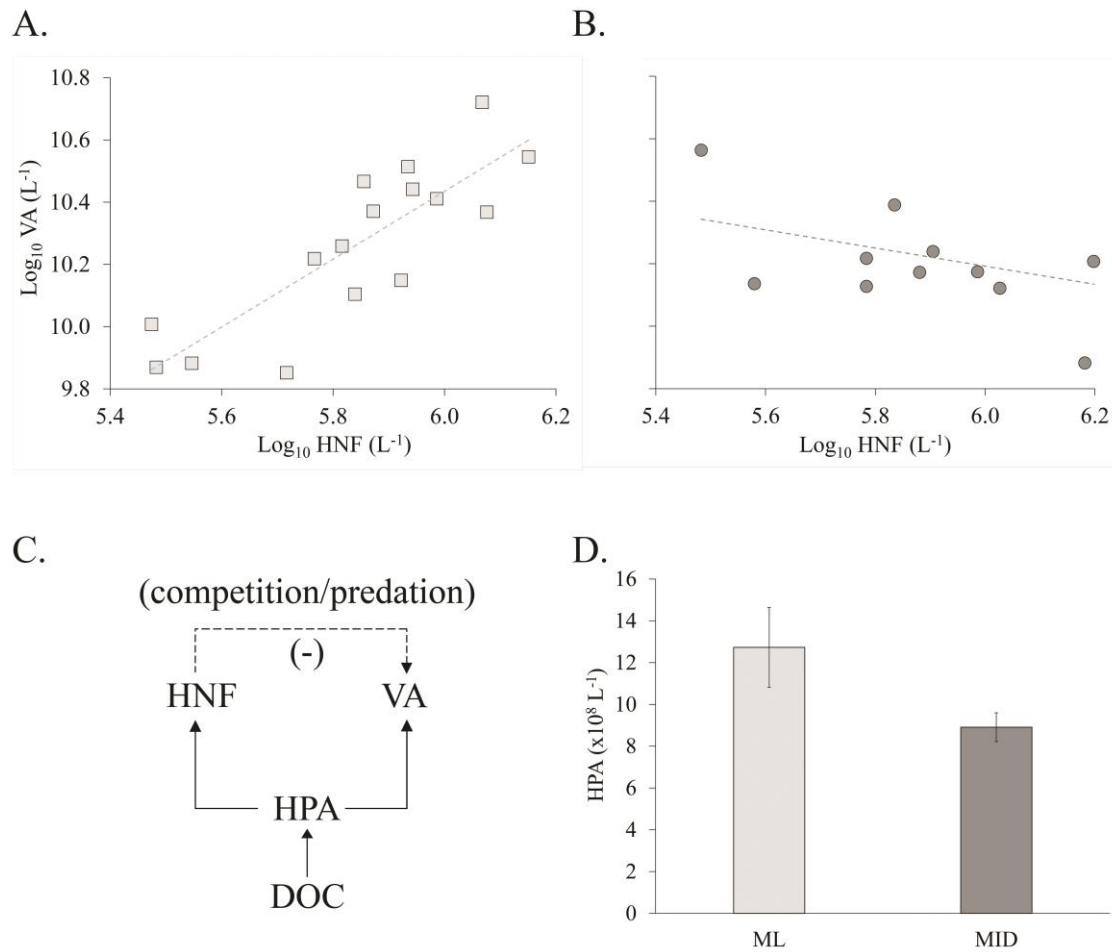 A.
10.8
10.6
10.4
10.2
10.0
9.8
Log₁₀ VA (L⁻¹)
5.4 5.6 5.8 6.0 6.2
Log₁₀ HNF (L⁻¹)
B.
5.4 5.6 5.8 6.0 6.2
Log₁₀ HNF (L⁻¹)
C.
(competition/predation)
(-)
HNF VA
HPA
DOC
D.
16
14
12
10
8
6
4
2
0
HPA (x10⁸ L⁻¹)
ML MID